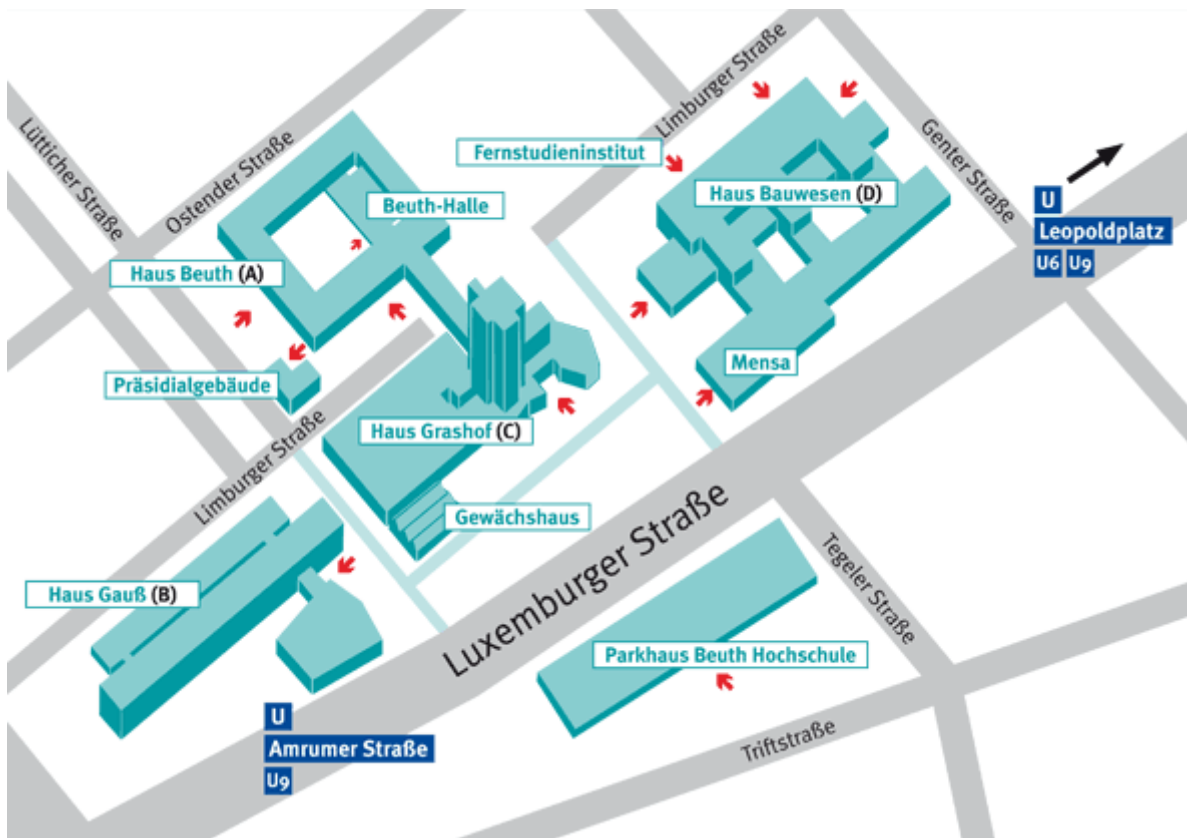 Limburger Straße
Lütticher Straße
Ostender Straße
Genter Straße
Fernstudieninstitut
Haus Bauwesen (D)
Beuth-Halle
U
Leopoldplatz
U6 U9
Haus Beuth (A)
Präsidialgebäude
Mensa
Haus Grashof (C)
Limburger Straße
Gewächshaus
Luxemburger Straße
Tegeler Straße
Haus Gauß (B)
Parkhaus Beuth Hochschule
U
Amrumer Straße
U9
Triftstraße